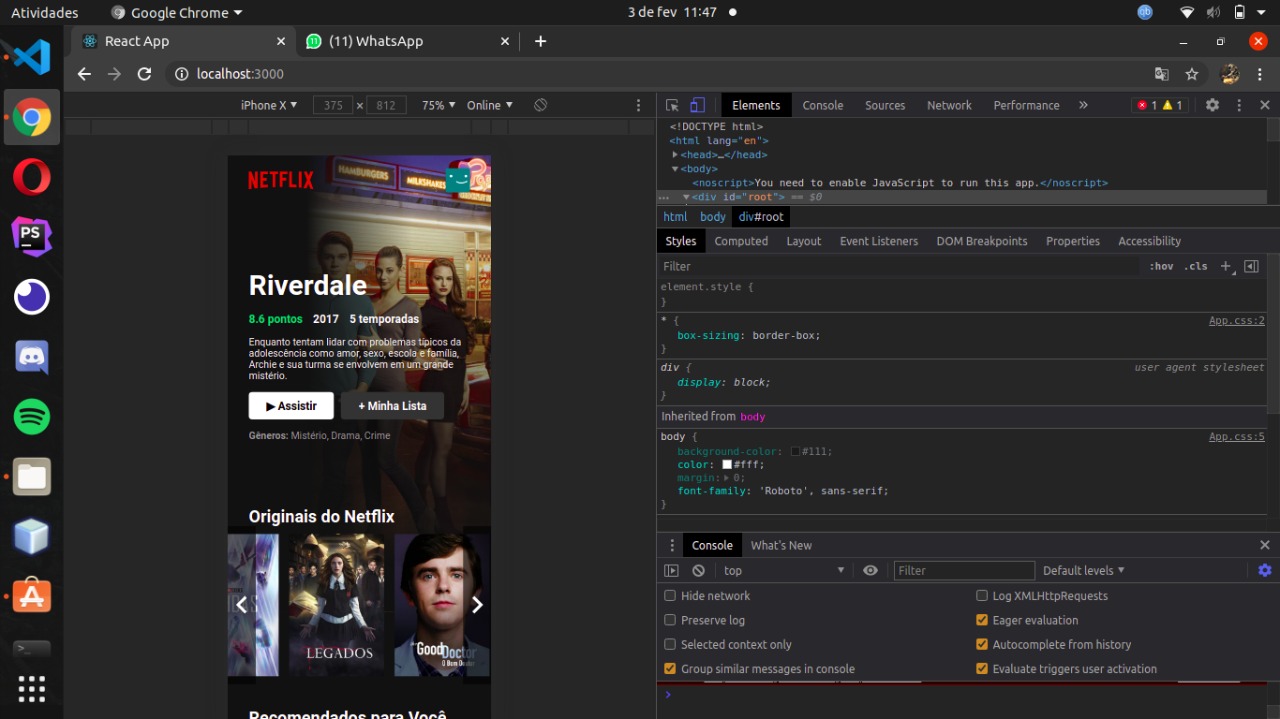 Atividades
Google Chrome
3 de fev 11:47
React App
(11) WhatsApp
localhost:3000
iPhone X
375 × 812
75%
Online
Elements
Console
Sources
Network
Performance
1
1
<!DOCTYPE html>
<html lang="en">
<head>…</head>
<body>
<noscript>You need to enable JavaScript to run this app.</noscript>
<div id="root"> == $0
html
body
div#root
Styles
Computed
Layout
Event Listeners
DOM Breakpoints
Properties
Accessibility
Filter
:hov
.cls
element.style {
}
* {
App.css:2
box-sizing: border-box;
}
div {
user agent stylesheet
display: block;
}
Inherited from body
body {
App.css:5
background-color: #111;
color: #fff;
margin: 0;
font-family: 'Roboto', sans-serif;
}
Console
What's New
top
Filter
Default levels
Hide network
Log XMLHttpRequests
Preserve log
Eager evaluation
Selected context only
Autocomplete from history
Group similar messages in console
Evaluate triggers user activation
NETFLIX
HAMBURGERS
MILKSHAKES
Riverdale
8.6 pontos
2017
5 temporadas
Enquanto tentam lidar com problemas típicos da
adolescência como amor, sexo, escola e família,
Archie e sua turma se envolvem em um grande
mistério.
▶ Assistir
+ Minha Lista
Gêneros: Mistério, Drama, Crime
Originais do Netflix
LEGADOS
The Good Doctor
O Bom Doutor
Recomendados para Você
PS